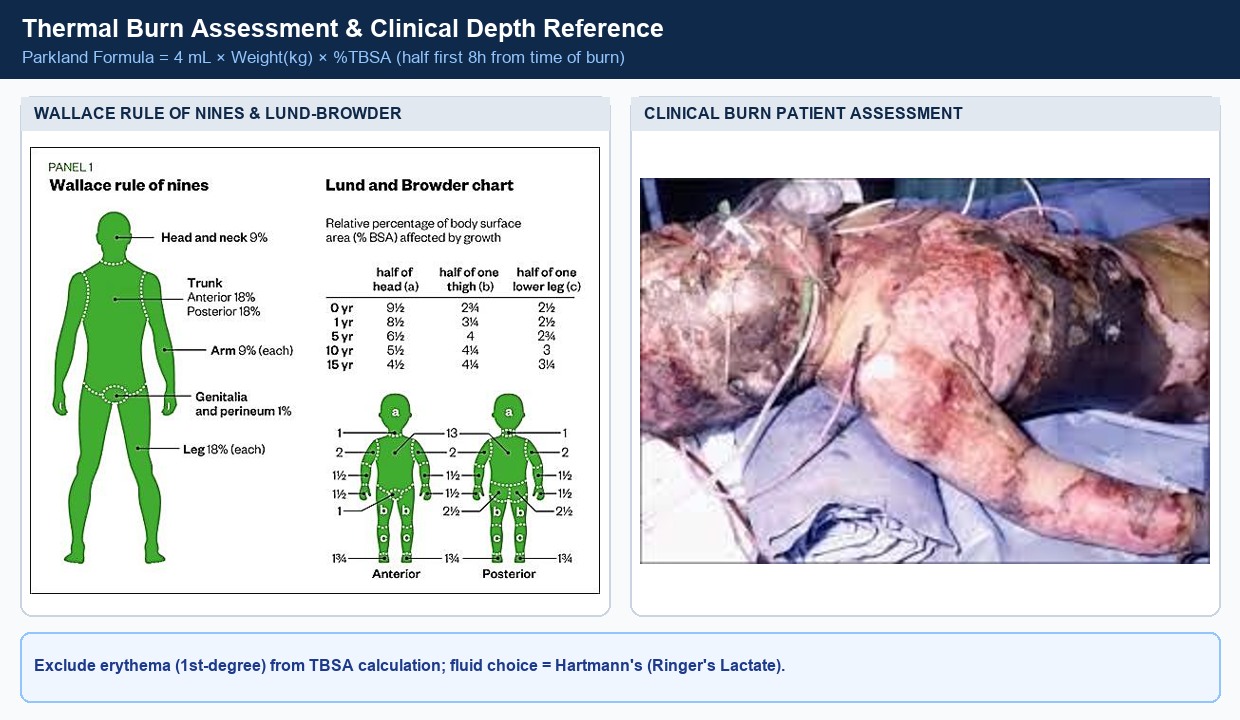 Thermal Burn Assessment & Clinical Depth Reference
Parkland Formula = 4 mL × Weight(kg) × %TBSA (half first 8h from time of burn)
WALLACE RULE OF NINES & LUND-BROWDER
PANEL 1
Wallace rule of nines
Head and neck 9%
Trunk
Anterior 18%
Posterior 18%
Arm 9% (each)
Genitalia
and perineum 1%
Leg 18% (each)
Lund and Browder chart
Relative percentage of body surface
area (% BSA) affected by growth
half of half of one half of one
head (a) thigh (b) lower leg (c)
0 yr 9½ 2¾ 2½
1 yr 8½ 3¼ 2½
5 yr 6½ 4 2¾
10 yr 5½ 4¼ 3
15 yr 4½ 4¼ 3¼
a a
1 13 1
2 2 2
1½ 1½ 1½
1½ 1½ 1½
1 b b 2½ b b 2½
c c c c
1¾ 1¾ 1¾
Anterior Posterior
CLINICAL BURN PATIENT ASSESSMENT
Exclude erythema (1st-degree) from TBSA calculation; fluid choice = Hartmann's (Ringer's Lactate).